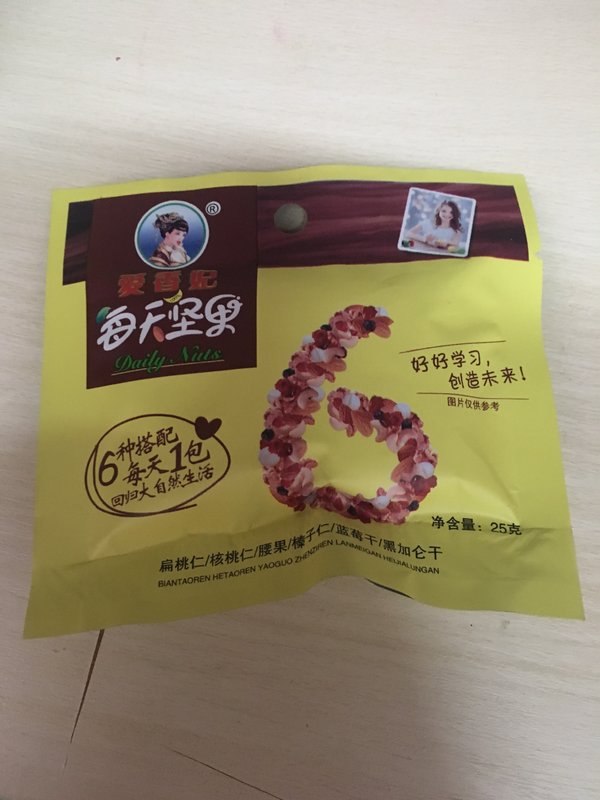 ®
爱香妃
每天坚果
Daily Nuts
好好学习，
创造未来！
图片仅供参考
6种搭配
每天1包
回归大自然生活
净含量：25克
扁桃仁/核桃仁/腰果/榛子仁/蓝莓干/黑加仑干
BIANTAOREN HETAOREN YAOGUO ZHENZIREN LANMEIGAN HEIJIALUNGAN